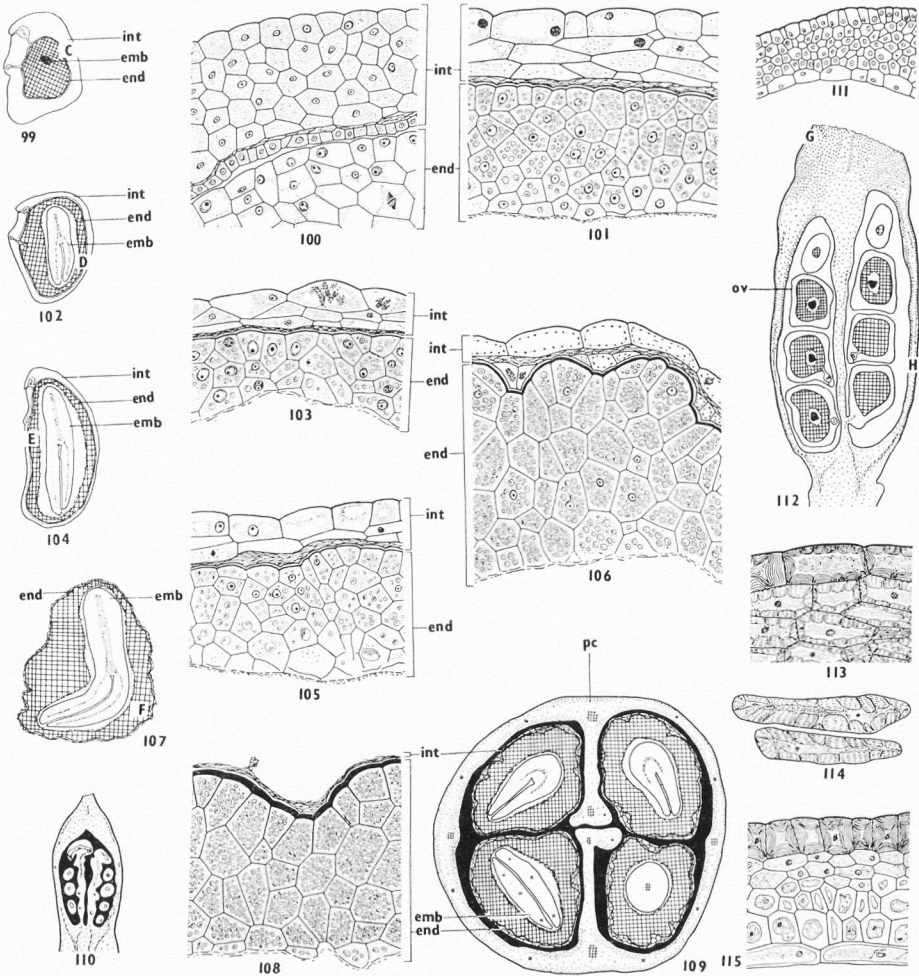 C
int
emb
end
99
int
end
100
int
end
101
111
int
end
emb
D
102
int
end
103
G
ov
H
112
int
end
emb
E
104
int
end
105
int
end
106
113
114
end
emb
F
107
pc
int
emb
end
109
110
108
115